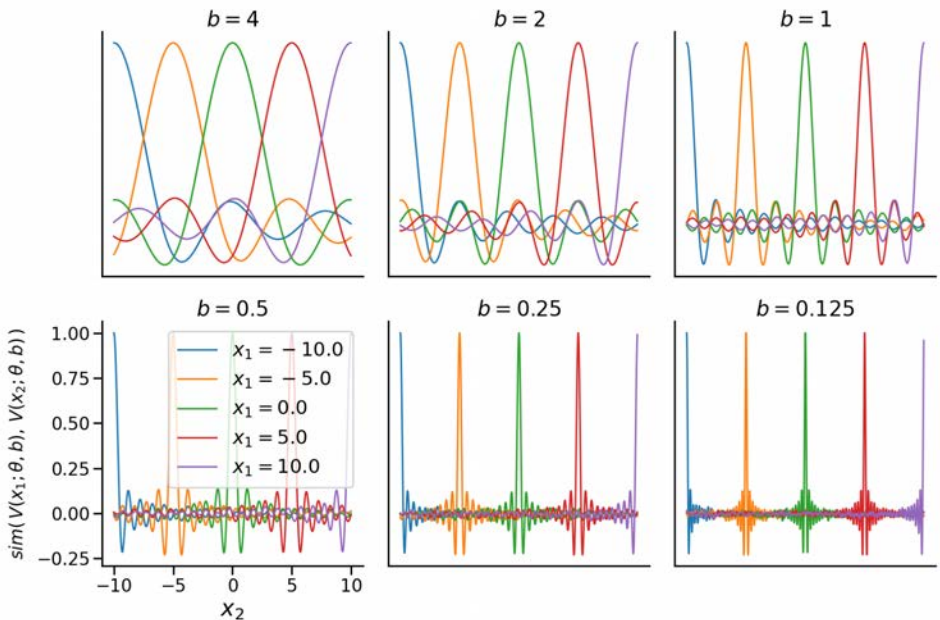 b = 4
b = 2
b = 1
b = 0.5
b = 0.25
b = 0.125
1.00
0.75
0.50
0.25
0.00
−0.25
sim( V(x₁; θ, b), V(x₂; θ, b) )
x₁ = − 10.0
x₁ = − 5.0
x₁ = 0.0
x₁ = 5.0
x₁ = 10.0
−10 −5 0 5 10
x₂